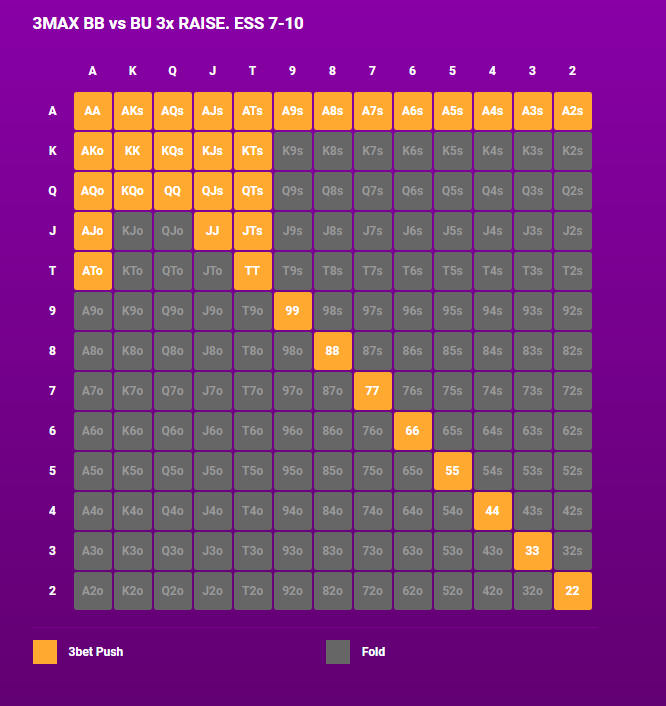 3MAX BB vs BU 3x RAISE. ESS 7-10
A K Q J T 9 8 7 6 5 4 3 2
A AA AKs AQs AJs ATs A9s A8s A7s A6s A5s A4s A3s A2s
K AKo KK KQs KJs KTs K9s K8s K7s K6s K5s K4s K3s K2s
Q AQo KQo QQ QJs QTs Q9s Q8s Q7s Q6s Q5s Q4s Q3s Q2s
J AJo KJo QJo JJ JTs J9s J8s J7s J6s J5s J4s J3s J2s
T ATo KTo QTo JTo TT T9s T8s T7s T6s T5s T4s T3s T2s
9 A9o K9o Q9o J9o T9o 99 98s 97s 96s 95s 94s 93s 92s
8 A8o K8o Q8o J8o T8o 98o 88 87s 86s 85s 84s 83s 82s
7 A7o K7o Q7o J7o T7o 97o 87o 77 76s 75s 74s 73s 72s
6 A6o K6o Q6o J6o T6o 96o 86o 76o 66 65s 64s 63s 62s
5 A5o K5o Q5o J5o T5o 95o 85o 75o 65o 55 54s 53s 52s
4 A4o K4o Q4o J4o T4o 94o 84o 74o 64o 54o 44 43s 42s
3 A3o K3o Q3o J3o T3o 93o 83o 73o 63o 53o 43o 33 32s
2 A2o K2o Q2o J2o T2o 92o 82o 72o 62o 52o 42o 32o 22
3bet Push Fold